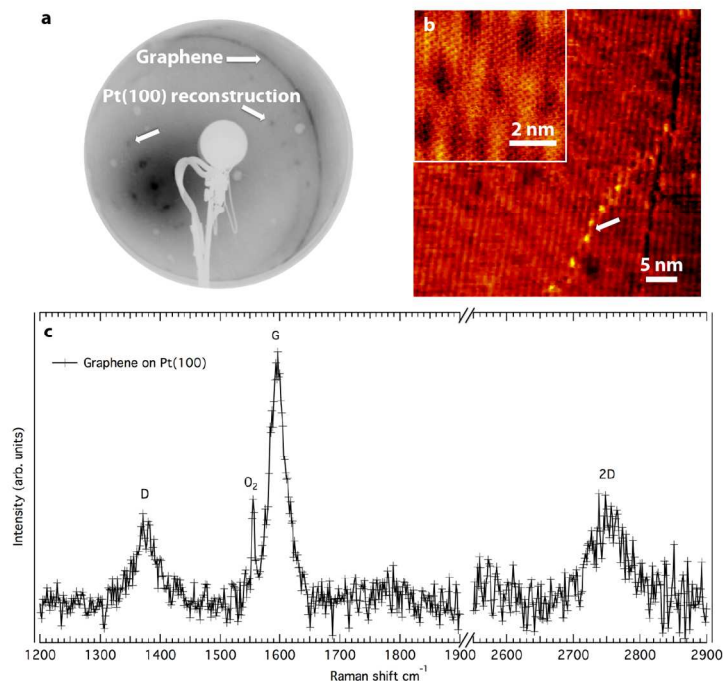 a
Graphene
Pt(100) reconstruction
b
2 nm
5 nm
c
G
Graphene on Pt(100)
D
O2
2D
Intensity (arb. units)
1200 1300 1400 1500 1600 1700 1800 1900 2600 2700 2800 2900
Raman shift cm-1